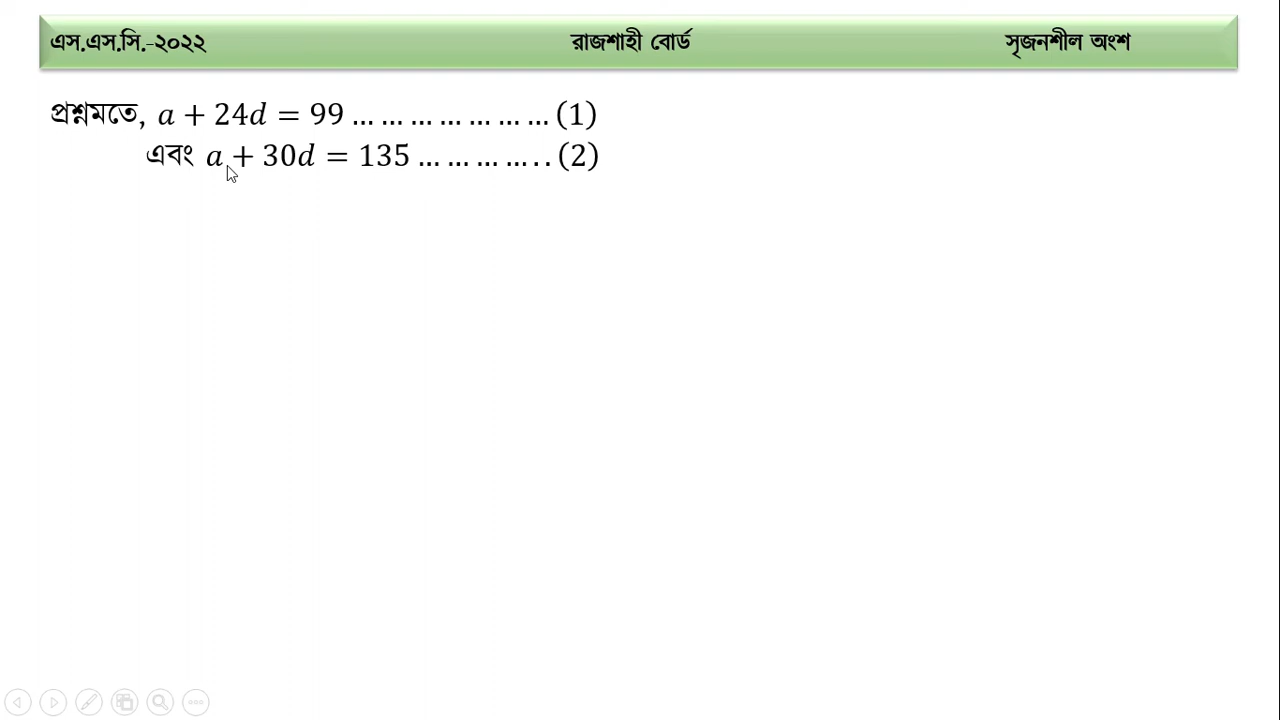 এস.এস.সি.-২০২২ রাজশাহী বোর্ড সৃজনশীল অংশ
প্রশ্নমতে, a + 24d = 99 … … … … … … … (1)
এবং a + 30d = 135 … … … … . . (2)